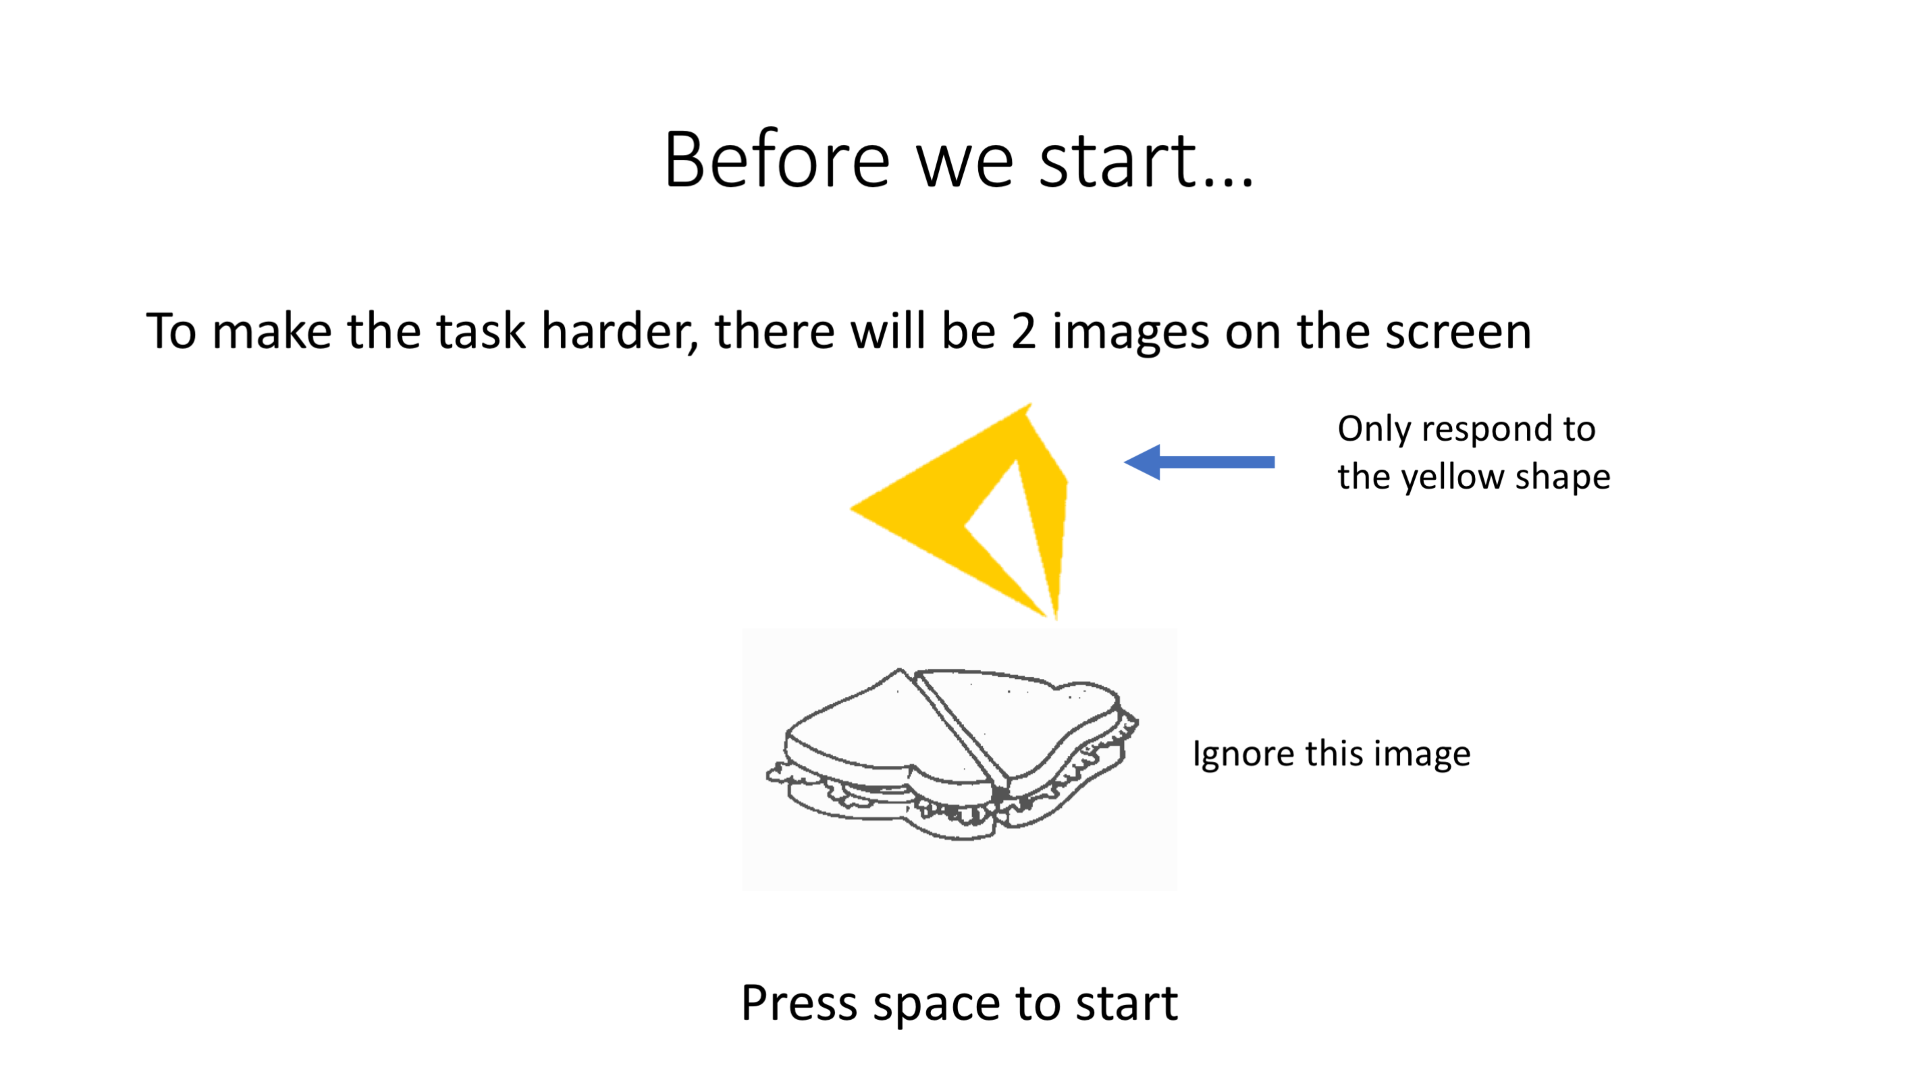 Before we start...
To make the task harder, there will be 2 images on the screen
Only respond to
the yellow shape
Ignore this image
Press space to start